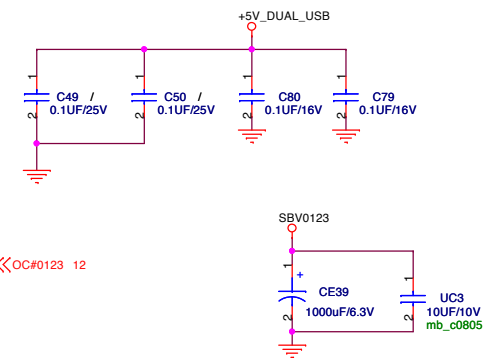 +5V_DUAL_USB
1 1 1 1
C49 / C50 / C80 C79
0.1UF/25V 0.1UF/25V 0.1UF/16V 0.1UF/16V
2 2 2 2
SBV0123
OC#0123 12
1 + 1
CE39 UC3
1000uF/6.3V 10UF/10V
2 2 mb_c0805